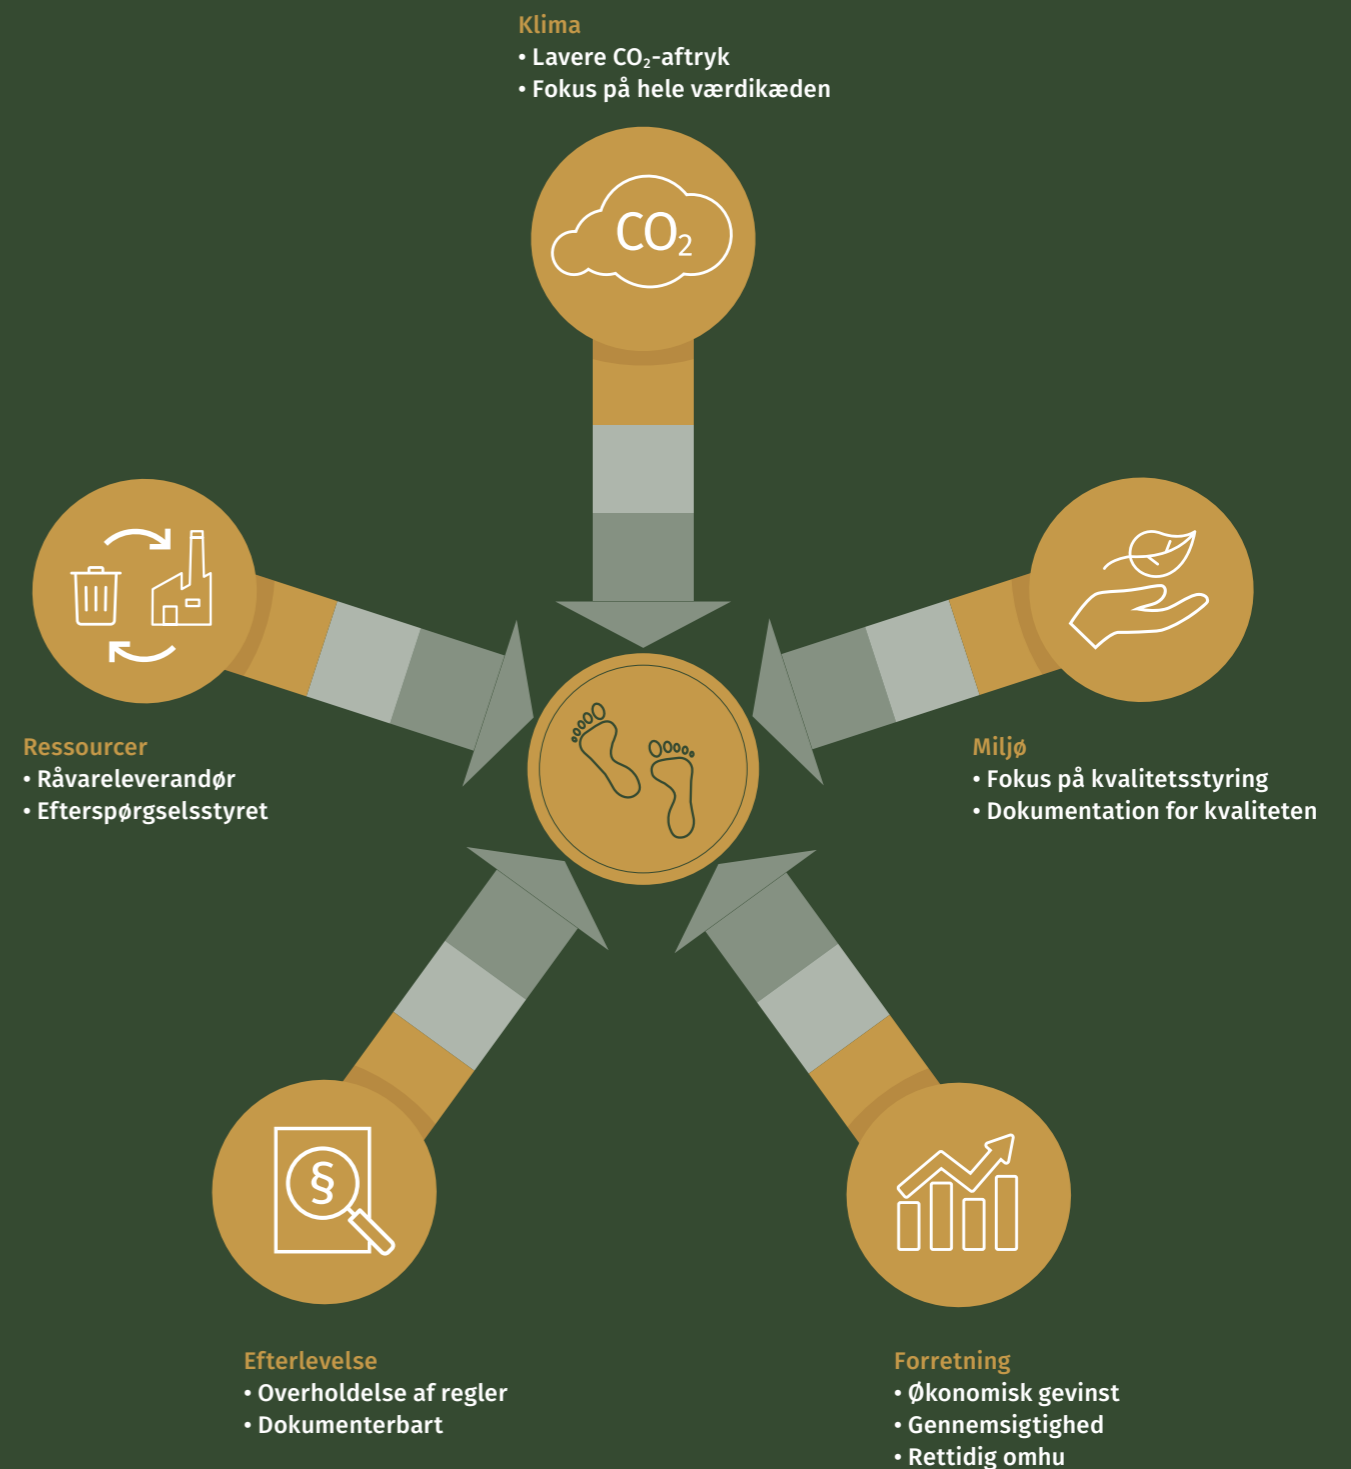 Klima
• Lavere CO₂-aftryk
• Fokus på hele værdikæden
CO₂
Ressourcer
• Råvareleverandør
• Efterspørgselsstyret
Miljø
• Fokus på kvalitetsstyring
• Dokumentation for kvaliteten
§
Efterlevelse
• Overholdelse af regler
• Dokumenterbart
Forretning
• Økonomisk gevinst
• Gennemsigtighed
• Rettidig omhu